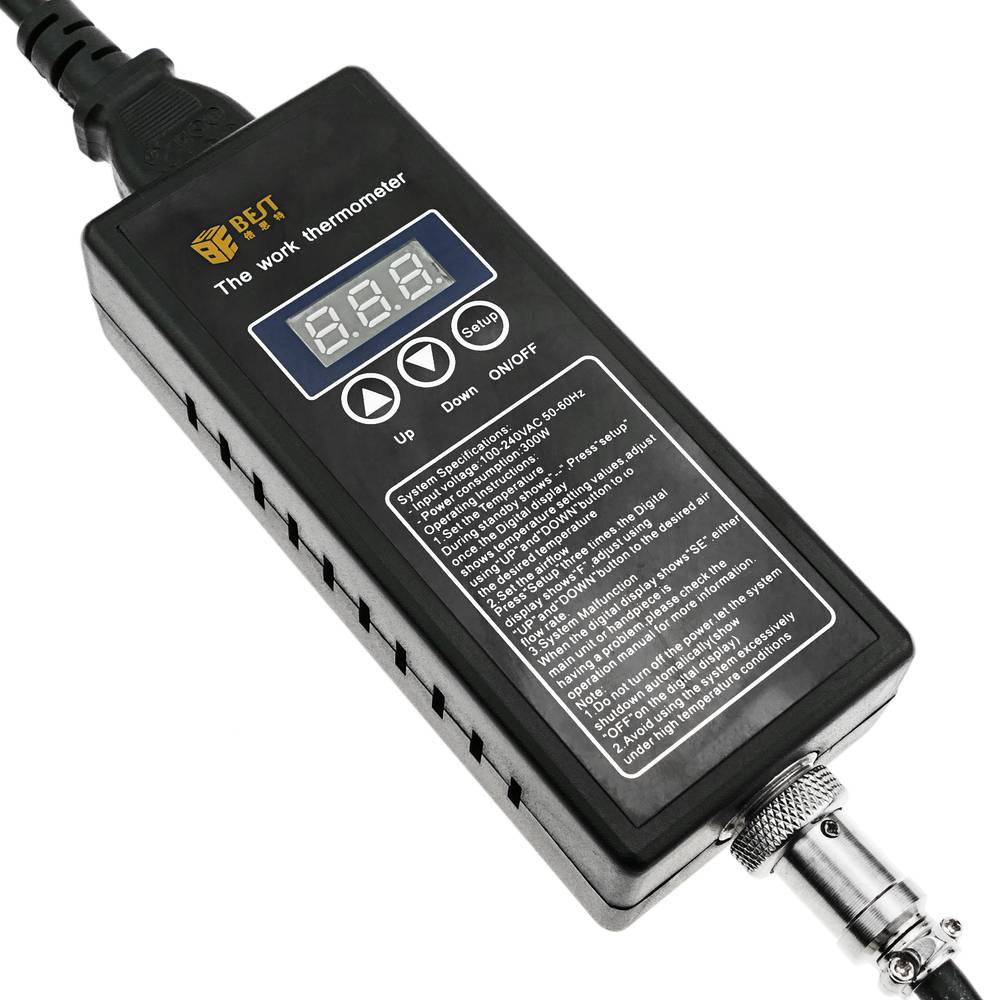 BEST
倍思特
The work thermometer
8.8.8.
Setup
Up
Down
ON/OFF
System Specifications:
- Input voltage:100-240VAC 50-60Hz
- Power consumption:300W
Operating Instructions:
1.Set the Temperature
During standby shows"--",Press"setup"
once,the Digital display
shows temperature setting values,adjust
using"UP"and"DOWN"button to to
the desired temperature
2.Set the airflow
Press"Setup"three times,the Digital
display shows"F",adjust using
"UP"and"DOWN"button to the desired air
flow rate.
3.System Malfunction
When the digital display shows"SE",either
main unit or handpiece is
having a problem,please check the
operation manual for more information.
Note:
1.Do not turn off the power.let the system
shutdown automatically(show
"OFF"on the digital display)
2.Avoid using the system excessively
under high temperature conditions